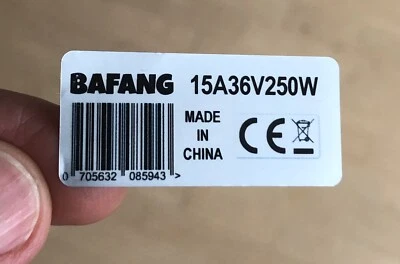 BAFANG 15A36V250W
MADE
IN
CHINA
CE
0 705632 085943 >